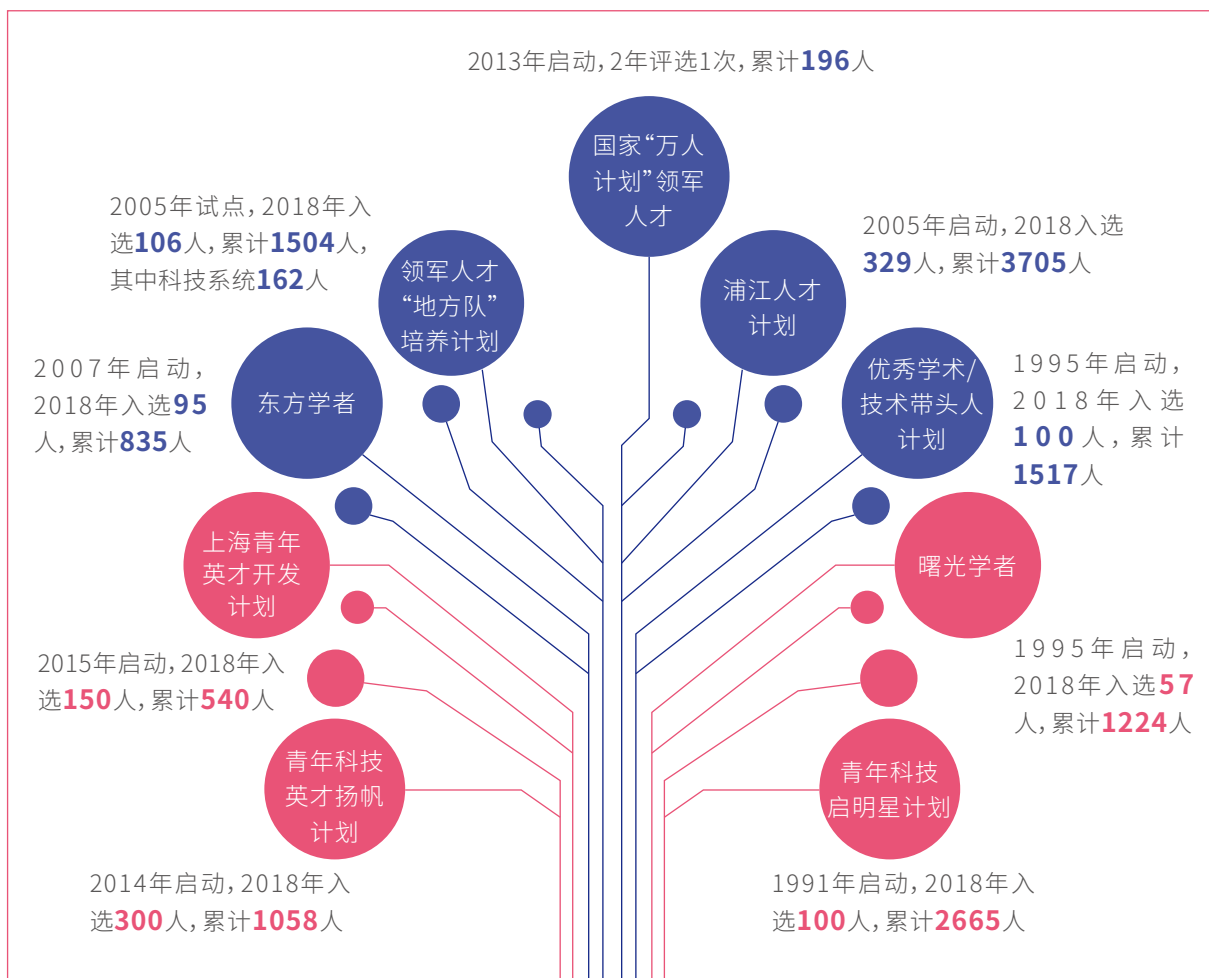 2013年启动，2年评选1次，累计196人
国家“万人
计划”领军
人才
2005年试点，2018年入
选106人，累计1504人，
其中科技系统162人
领军人才
“地方队”
培养计划
2005年启动，2018入选
329人，累计3705人
浦江人才
计划
2007年启动，
2018年入选95
人，累计835人
东方学者
优秀学术/
技术带头人
计划
1995年启动，
2018年入选
100人，累计
1517人
上海青年
英才开发
计划
2015年启动，2018年入
选150人，累计540人
曙光学者
1995年启动，
2018年入选57
人，累计1224人
青年科技
英才扬帆
计划
2014年启动，2018年入
选300人，累计1058人
青年科技
启明星计划
1991年启动，2018年入
选100人，累计2665人